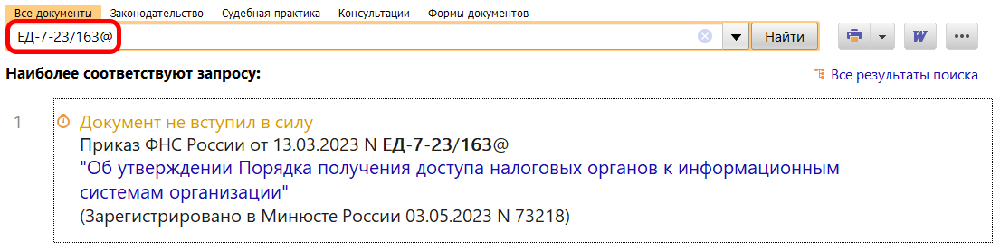 Все документы Законодательство Судебная практика Консультации Формы документов
ЕД-7-23/163@ Найти W
Наиболее соответствуют запросу: Все результаты поиска
1 Документ не вступил в силу
Приказ ФНС России от 13.03.2023 N ЕД-7-23/163@
"Об утверждении Порядка получения доступа налоговых органов к информационным
системам организации"
(Зарегистрировано в Минюсте России 03.05.2023 N 73218)